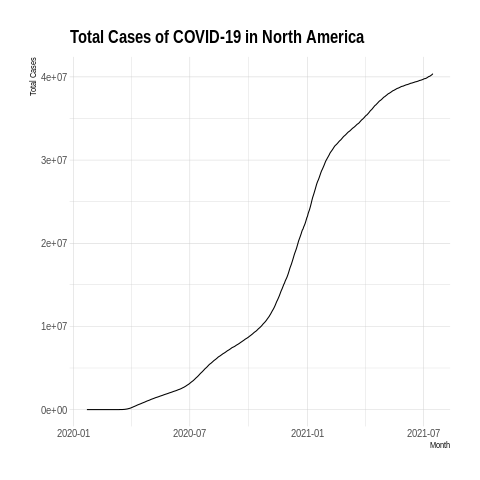 Total Cases of COVID-19 in North America
Total Cases
4e+07
3e+07
2e+07
1e+07
0e+00
2020-01 2020-07 2021-01 2021-07
Month